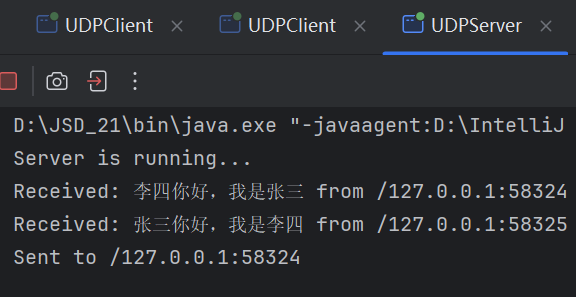 UDPClient UDPClient UDPServer
D:\JSD_21\bin\java.exe "-javaagent:D:\IntelliJ
Server is running...
Received: 李四你好，我是张三 from /127.0.0.1:58324
Received: 张三你好，我是李四 from /127.0.0.1:58325
Sent to /127.0.0.1:58324